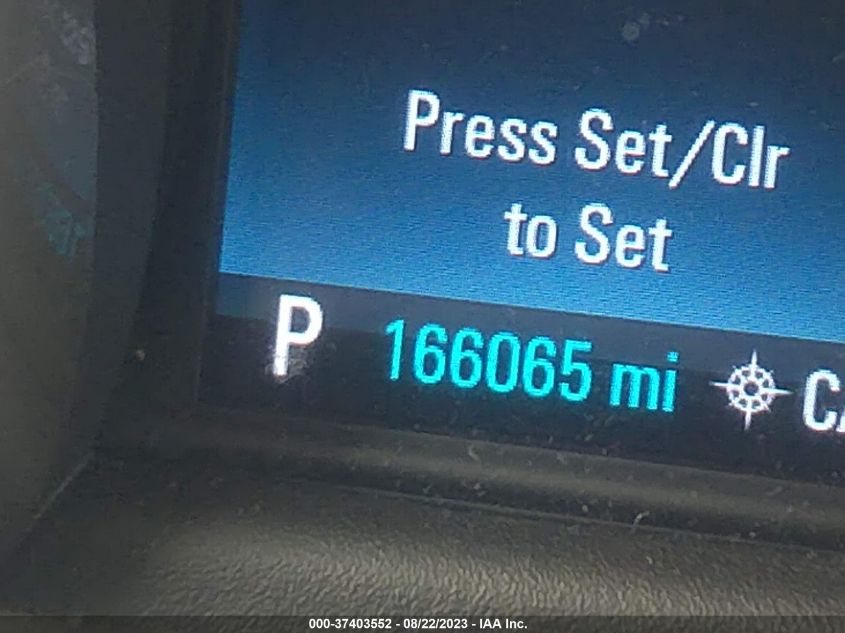 Press Set/Clr
to Set
P 166065 mi
000-37403552 - 08/22/2023 - IAA Inc.